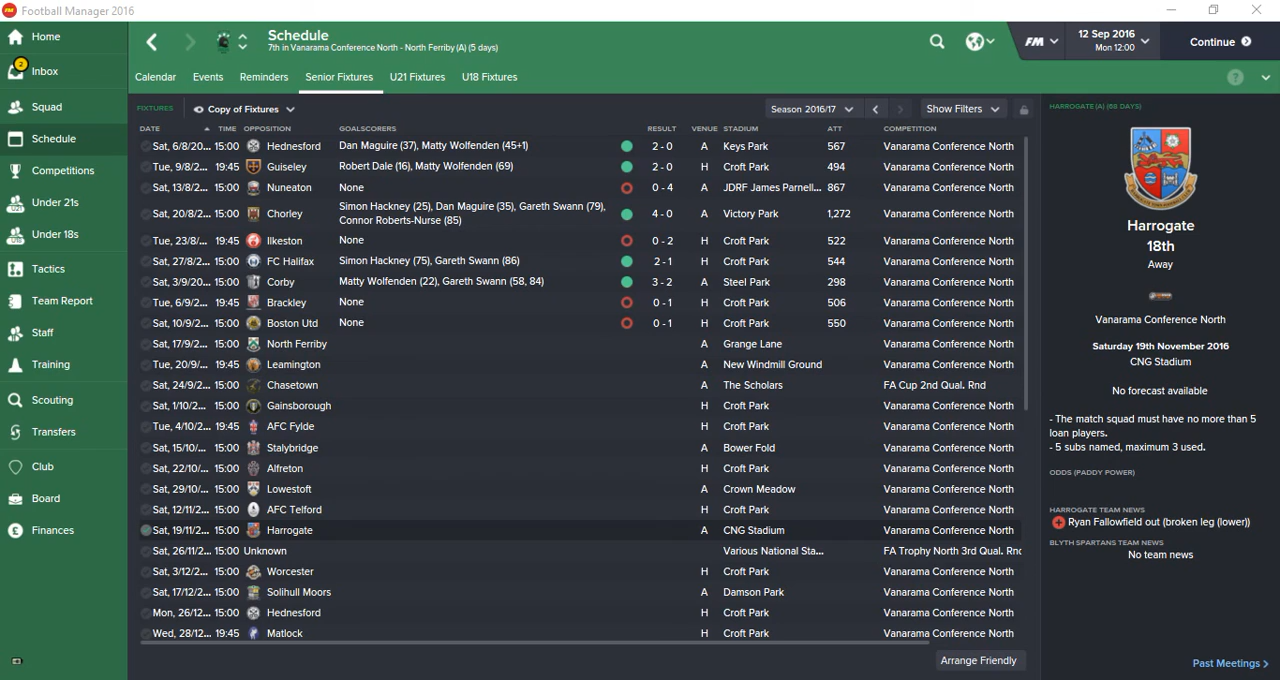 Football Manager 2016
Home
Inbox
2
Squad
Schedule
Competitions
Under 21s
Under 18s
Tactics
Team Report
Staff
Training
Scouting
Transfers
Club
Board
Finances
Schedule
7th in Vanarama Conference North - North Ferriby (A) (5 days)
FM
12 Sep 2016
Mon 12:00
Continue
Calendar Events Reminders Senior Fixtures U21 Fixtures U18 Fixtures
?
FIXTURES Copy of Fixtures Season 2016/17 Show Filters
DATE TIME OPPOSITION GOALSCORERS RESULT VENUE STADIUM ATT COMPETITION
Sat, 6/8/20... 15:00 Hednesford Dan Maguire (37), Matty Wolfenden (45+1) 2 - 0 A Keys Park 567 Vanarama Conference North
Tue, 9/8/2... 19:45 Guiseley Robert Dale (16), Matty Wolfenden (69) 2 - 0 H Croft Park 494 Vanarama Conference North
Sat, 13/8/2... 15:00 Nuneaton None 0 - 4 A JDRF James Parnell... 867 Vanarama Conference North
Sat, 20/8/2... 15:00 Chorley Simon Hackney (25), Dan Maguire (35), Gareth Swann (79), 4 - 0 A Victory Park 1,272 Vanarama Conference North
Connor Roberts-Nurse (85)
Tue, 23/8/... 19:45 Ilkeston None 0 - 2 H Croft Park 522 Vanarama Conference North
Sat, 27/8/2... 15:00 FC Halifax Simon Hackney (75), Gareth Swann (86) 2 - 1 H Croft Park 544 Vanarama Conference North
Sat, 3/9/20... 15:00 Corby Matty Wolfenden (22), Gareth Swann (58, 84) 3 - 2 A Steel Park 298 Vanarama Conference North
Tue, 6/9/2... 19:45 Brackley None 0 - 1 H Croft Park 506 Vanarama Conference North
Sat, 10/9/2... 15:00 Boston Utd None 0 - 1 H Croft Park 550 Vanarama Conference North
Sat, 17/9/2... 15:00 North Ferriby A Grange Lane Vanarama Conference North
Tue, 20/9/... 19:45 Leamington A New Windmill Ground Vanarama Conference North
Sat, 24/9/2... 15:00 Chasetown A The Scholars FA Cup 2nd Qual. Rnd
Sat, 1/10/2... 15:00 Gainsborough H Croft Park Vanarama Conference North
Tue, 4/10/2... 19:45 AFC Fylde H Croft Park Vanarama Conference North
Sat, 15/10/... 15:00 Stalybridge A Bower Fold Vanarama Conference North
Sat, 22/10/... 15:00 Alfreton H Croft Park Vanarama Conference North
Sat, 29/10/... 15:00 Lowestoft A Crown Meadow Vanarama Conference North
Sat, 12/11/2... 15:00 AFC Telford H Croft Park Vanarama Conference North
Sat, 19/11/2... 15:00 Harrogate A CNG Stadium Vanarama Conference North
Sat, 26/11/2... 15:00 Unknown Various National Sta... FA Trophy North 3rd Qual. Rnd
Sat, 3/12/2... 15:00 Worcester H Croft Park Vanarama Conference North
Sat, 17/12/2... 15:00 Solihull Moors A Damson Park Vanarama Conference North
Mon, 26/12... 15:00 Hednesford H Croft Park Vanarama Conference North
Wed, 28/12... 19:45 Matlock H Croft Park Vanarama Conference North
Arrange Friendly
HARROGATE (A) (68 DAYS)
Harrogate
18th
Away
Vanarama Conference North
Saturday 19th November 2016
CNG Stadium
No forecast available
- The match squad must have no more than 5
loan players.
- 5 subs named, maximum 3 used.
ODDS (PADDY POWER)
HARROGATE TEAM NEWS
Ryan Fallowfield out (broken leg (lower))
BLYTH SPARTANS TEAM NEWS
No team news
Past Meetings >